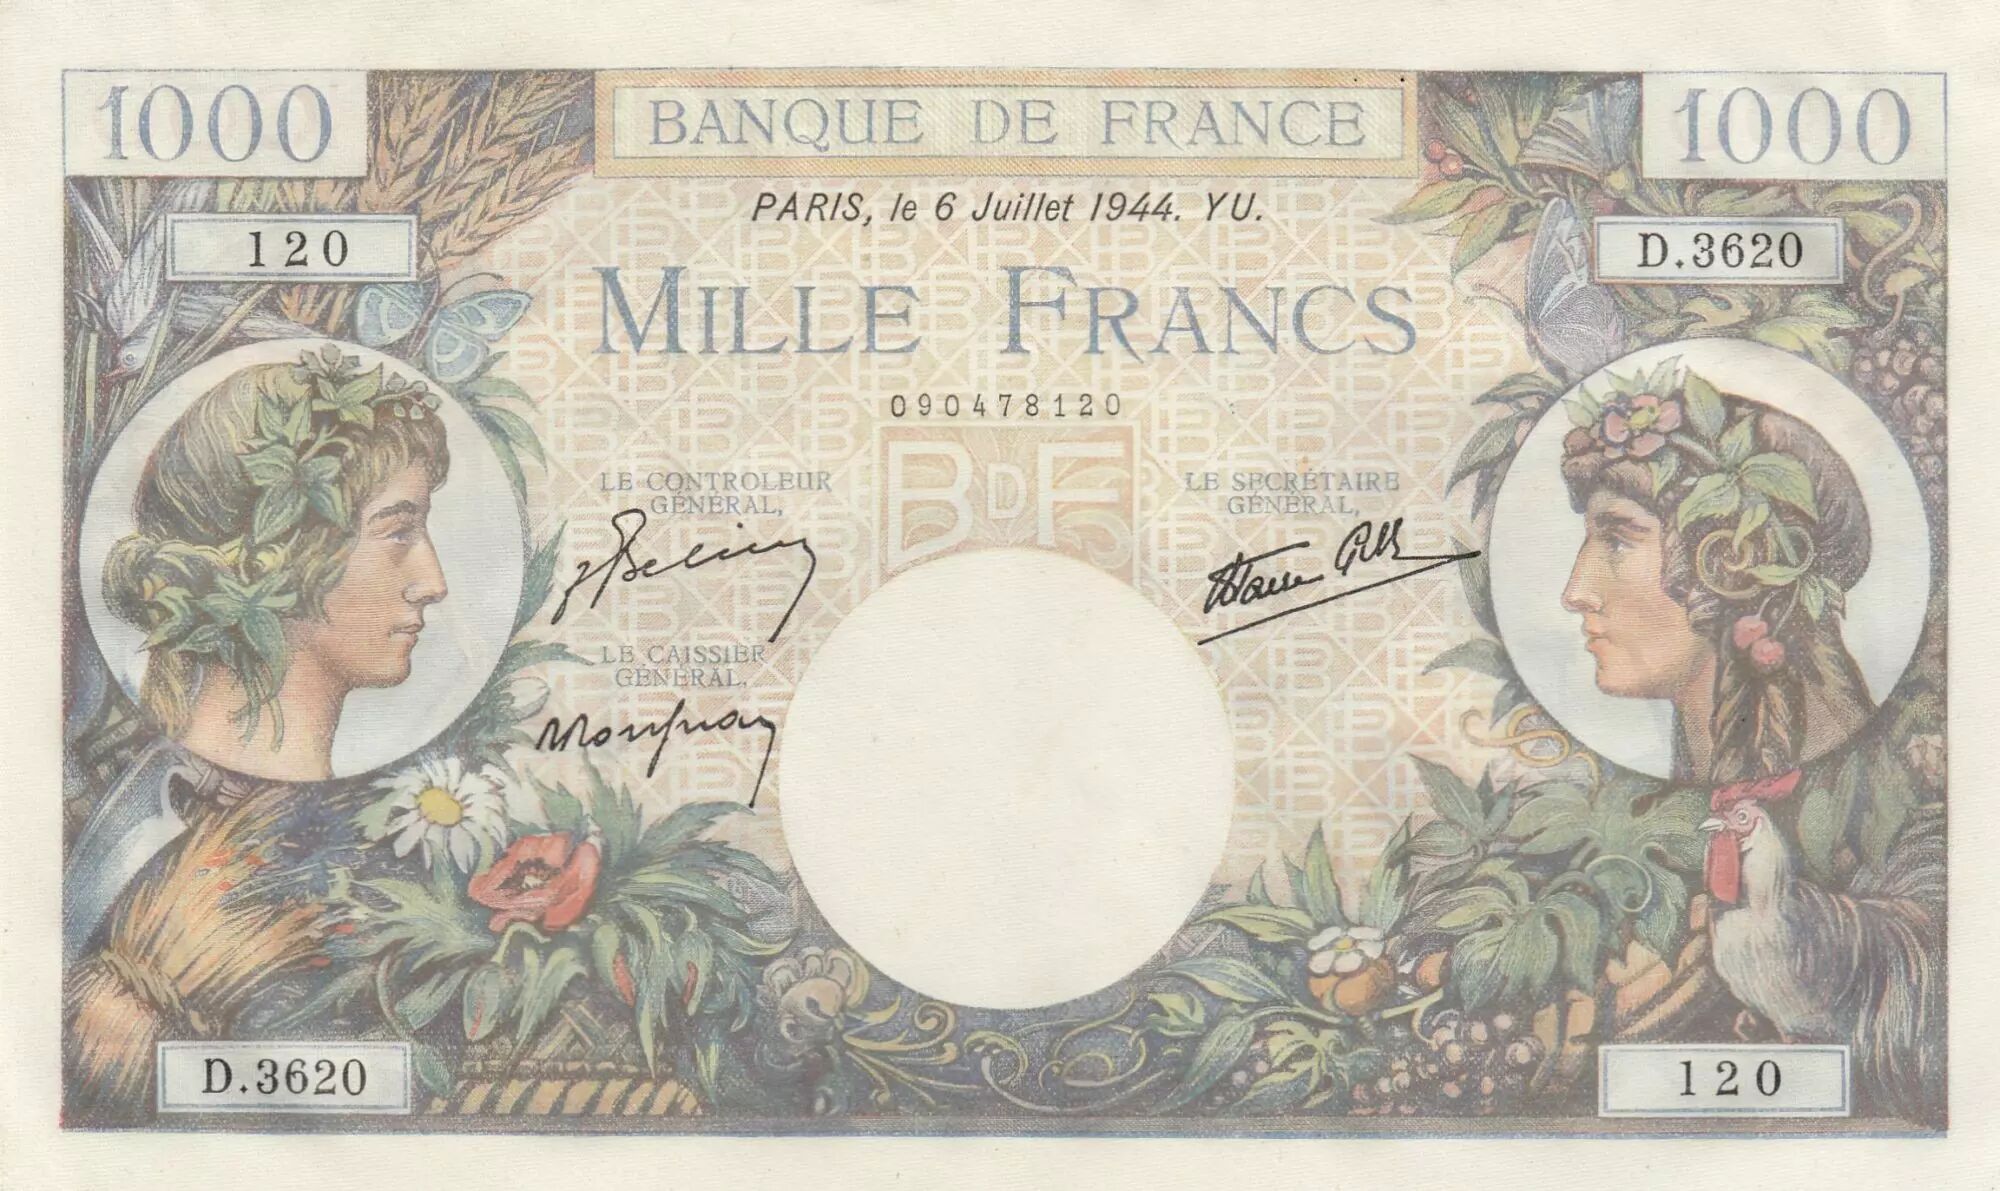 1000
BANQUE DE FRANCE
1000
PARIS, le 6 Juillet 1944. YU.
120
D.3620
MILLE FRANCS
090478120
BDF
LE CONTROLEUR
GÉNÉRAL,
LE SECRÉTAIRE
GÉNÉRAL,
LE CAISSIER
GÉNÉRAL,
D.3620
120